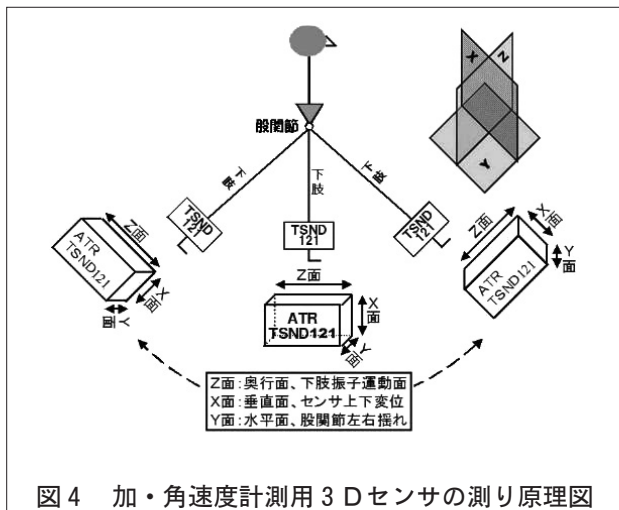 X
Z
Y
股関節
下肢
下肢
下肢
TSND
121
TSND
121
TSND
121
Z面
ATR
TSND121
X面
Y面
Z面
ATR
TSND121
X面
Y面
Z面
ATR
TSND121
X面
Y面
Z面:奥行面、下肢振子運動面
X面:垂直面、センサ上下変位
Y面:水平面、股関節左右揺れ
図4 加・角速度計測用3Dセンサの測り原理図